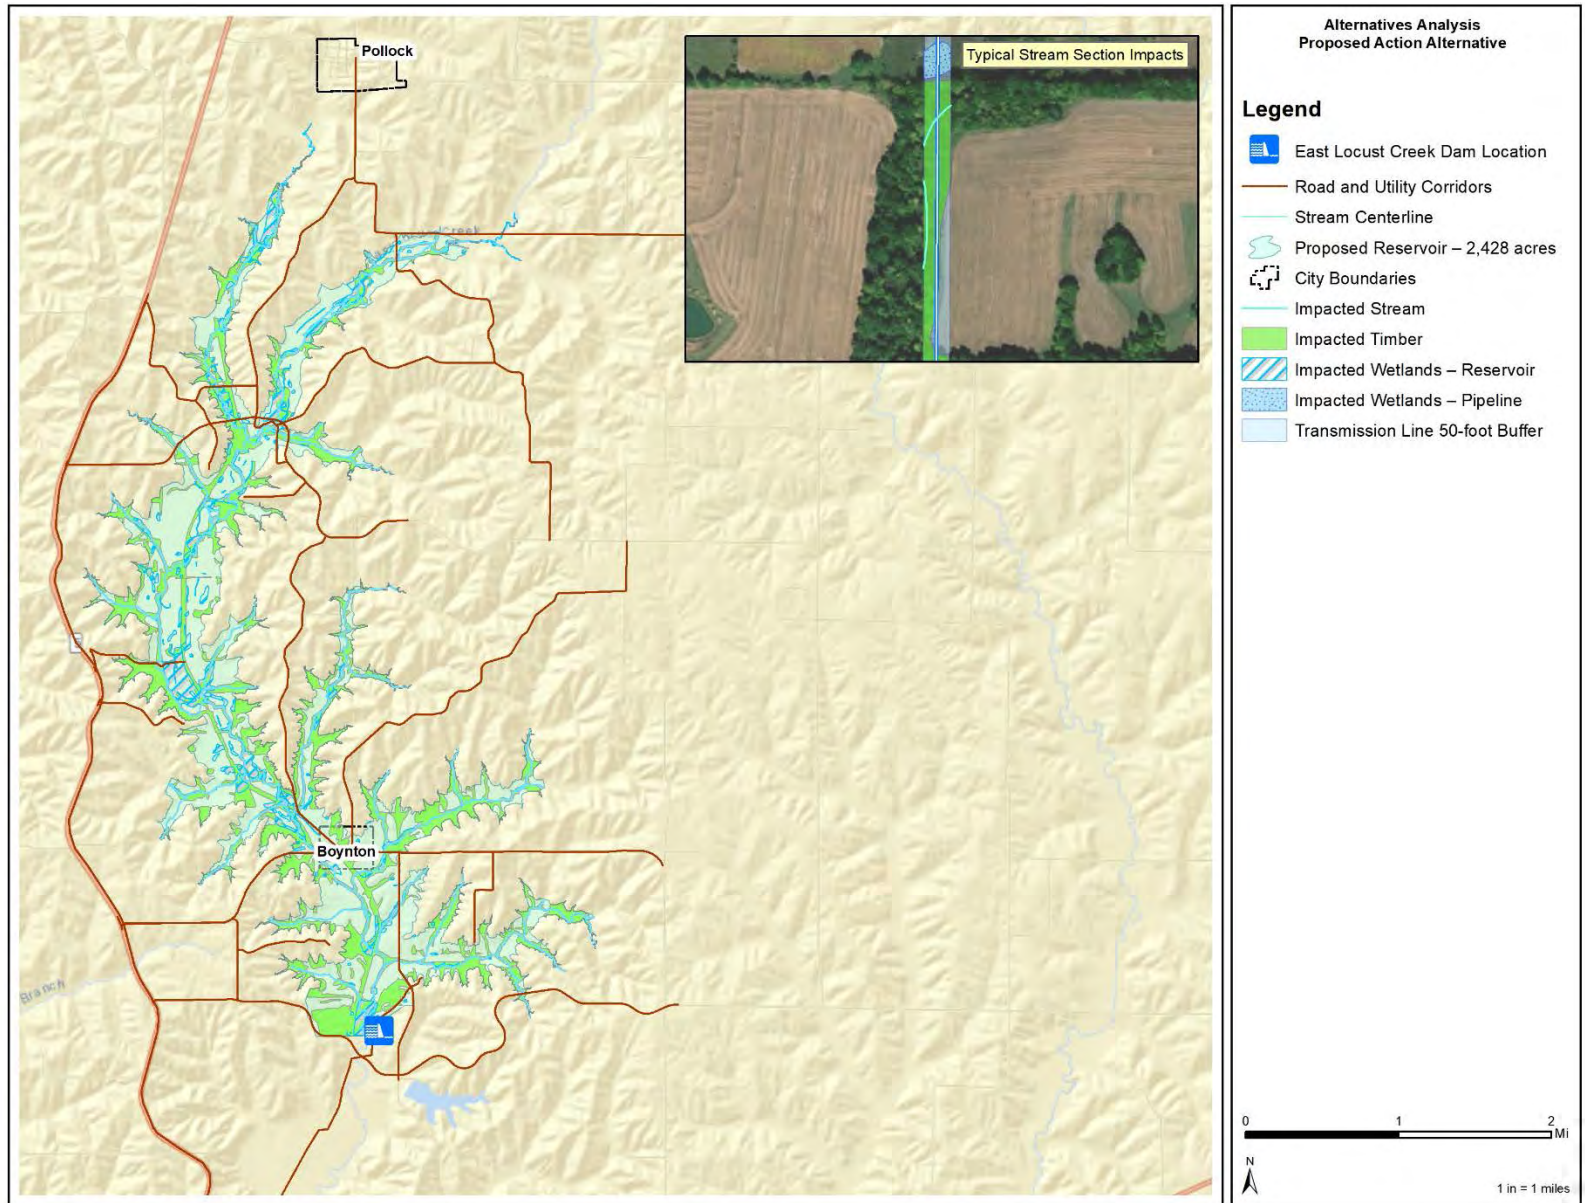 Pollock
Typical Stream Section Impacts
Boynton
Branch
Alternatives Analysis
Proposed Action Alternative
Legend
East Locust Creek Dam Location
Road and Utility Corridors
Stream Centerline
Proposed Reservoir – 2,428 acres
City Boundaries
Impacted Stream
Impacted Timber
Impacted Wetlands – Reservoir
Impacted Wetlands – Pipeline
Transmission Line 50-foot Buffer
0 1 2
Mi
N
1 in = 1 miles